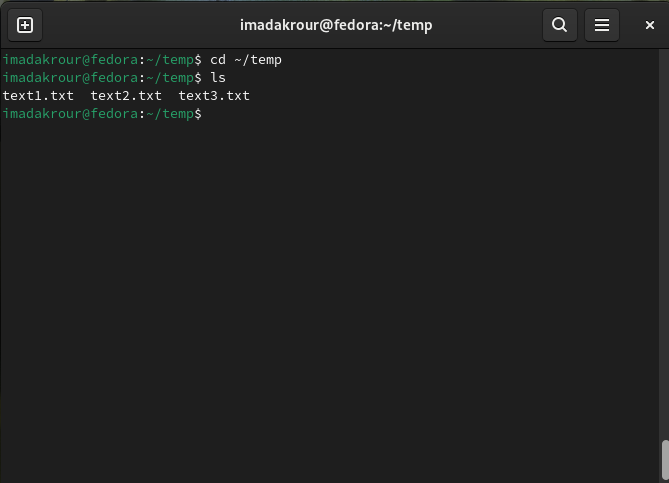 imadakrour@fedora:~/temp
imadakrour@fedora:~/temp$ cd ~/temp
imadakrour@fedora:~/temp$ ls
text1.txt  text2.txt  text3.txt
imadakrour@fedora:~/temp$